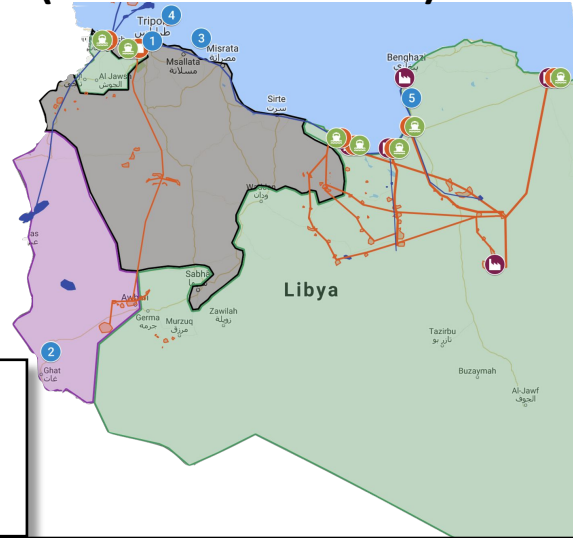 4
Tripoli
طرابلس
1
3
Misrata
مصراتة
Msallata
مسلاتة
Al Jawsh
الجوش
Benghazi
بنغازي
5
Sirte
سرت
Waddan
ودان
Sabha
Libya
Germa
جرمة
Murzuq
مرزق
Zawilah
زويلة
2
Ghat
غات
Tazirbu
تازربو
Buzaymah
Al-Jawf
الجوف